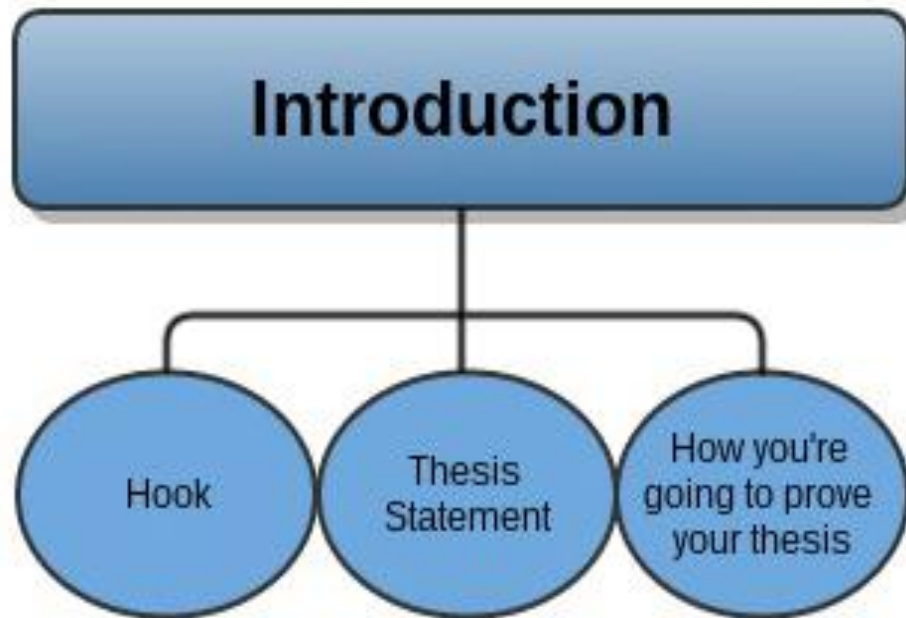 Introduction
Hook
Thesis
Statement
How you're
going to prove
your thesis